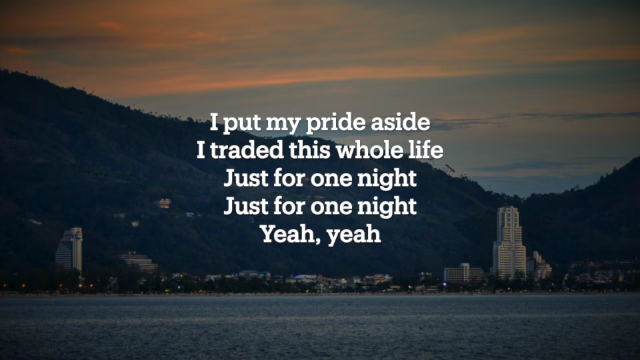 I put my pride aside
I traded this whole life
Just for one night
Just for one night
Yeah, yeah